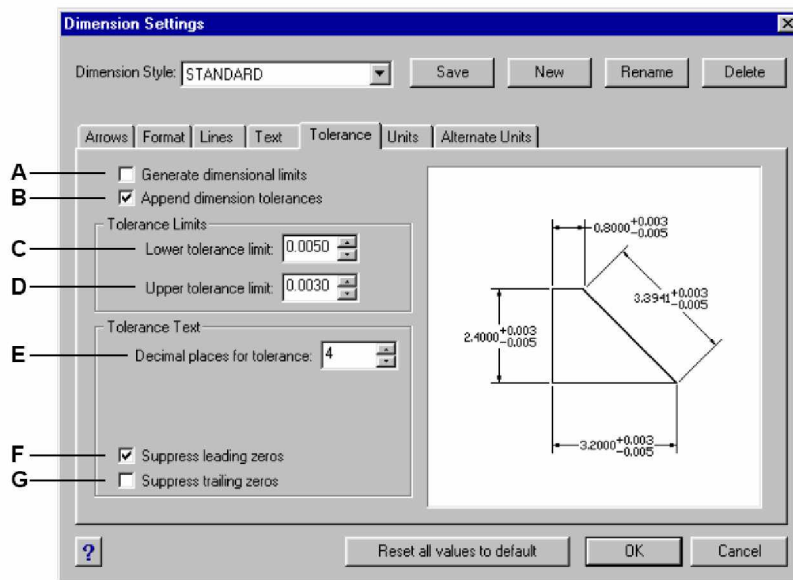 Dimension Settings
Dimension Style: STANDARD Save New Rename Delete
Arrows Format Lines Text Tolerance Units Alternate Units
A Generate dimensional limits
B Append dimension tolerances
Tolerance Limits
C Lower tolerance limit: 0.0050
D Upper tolerance limit: 0.0030
Tolerance Text
E Decimal places for tolerance: 4
F Suppress leading zeros
G Suppress trailing zeros
0.8000 +0.003
-0.005
3.3941 +0.003
-0.005
2.4000 +0.003
-0.005
3.2000 +0.003
-0.005
? Reset all values to default OK Cancel